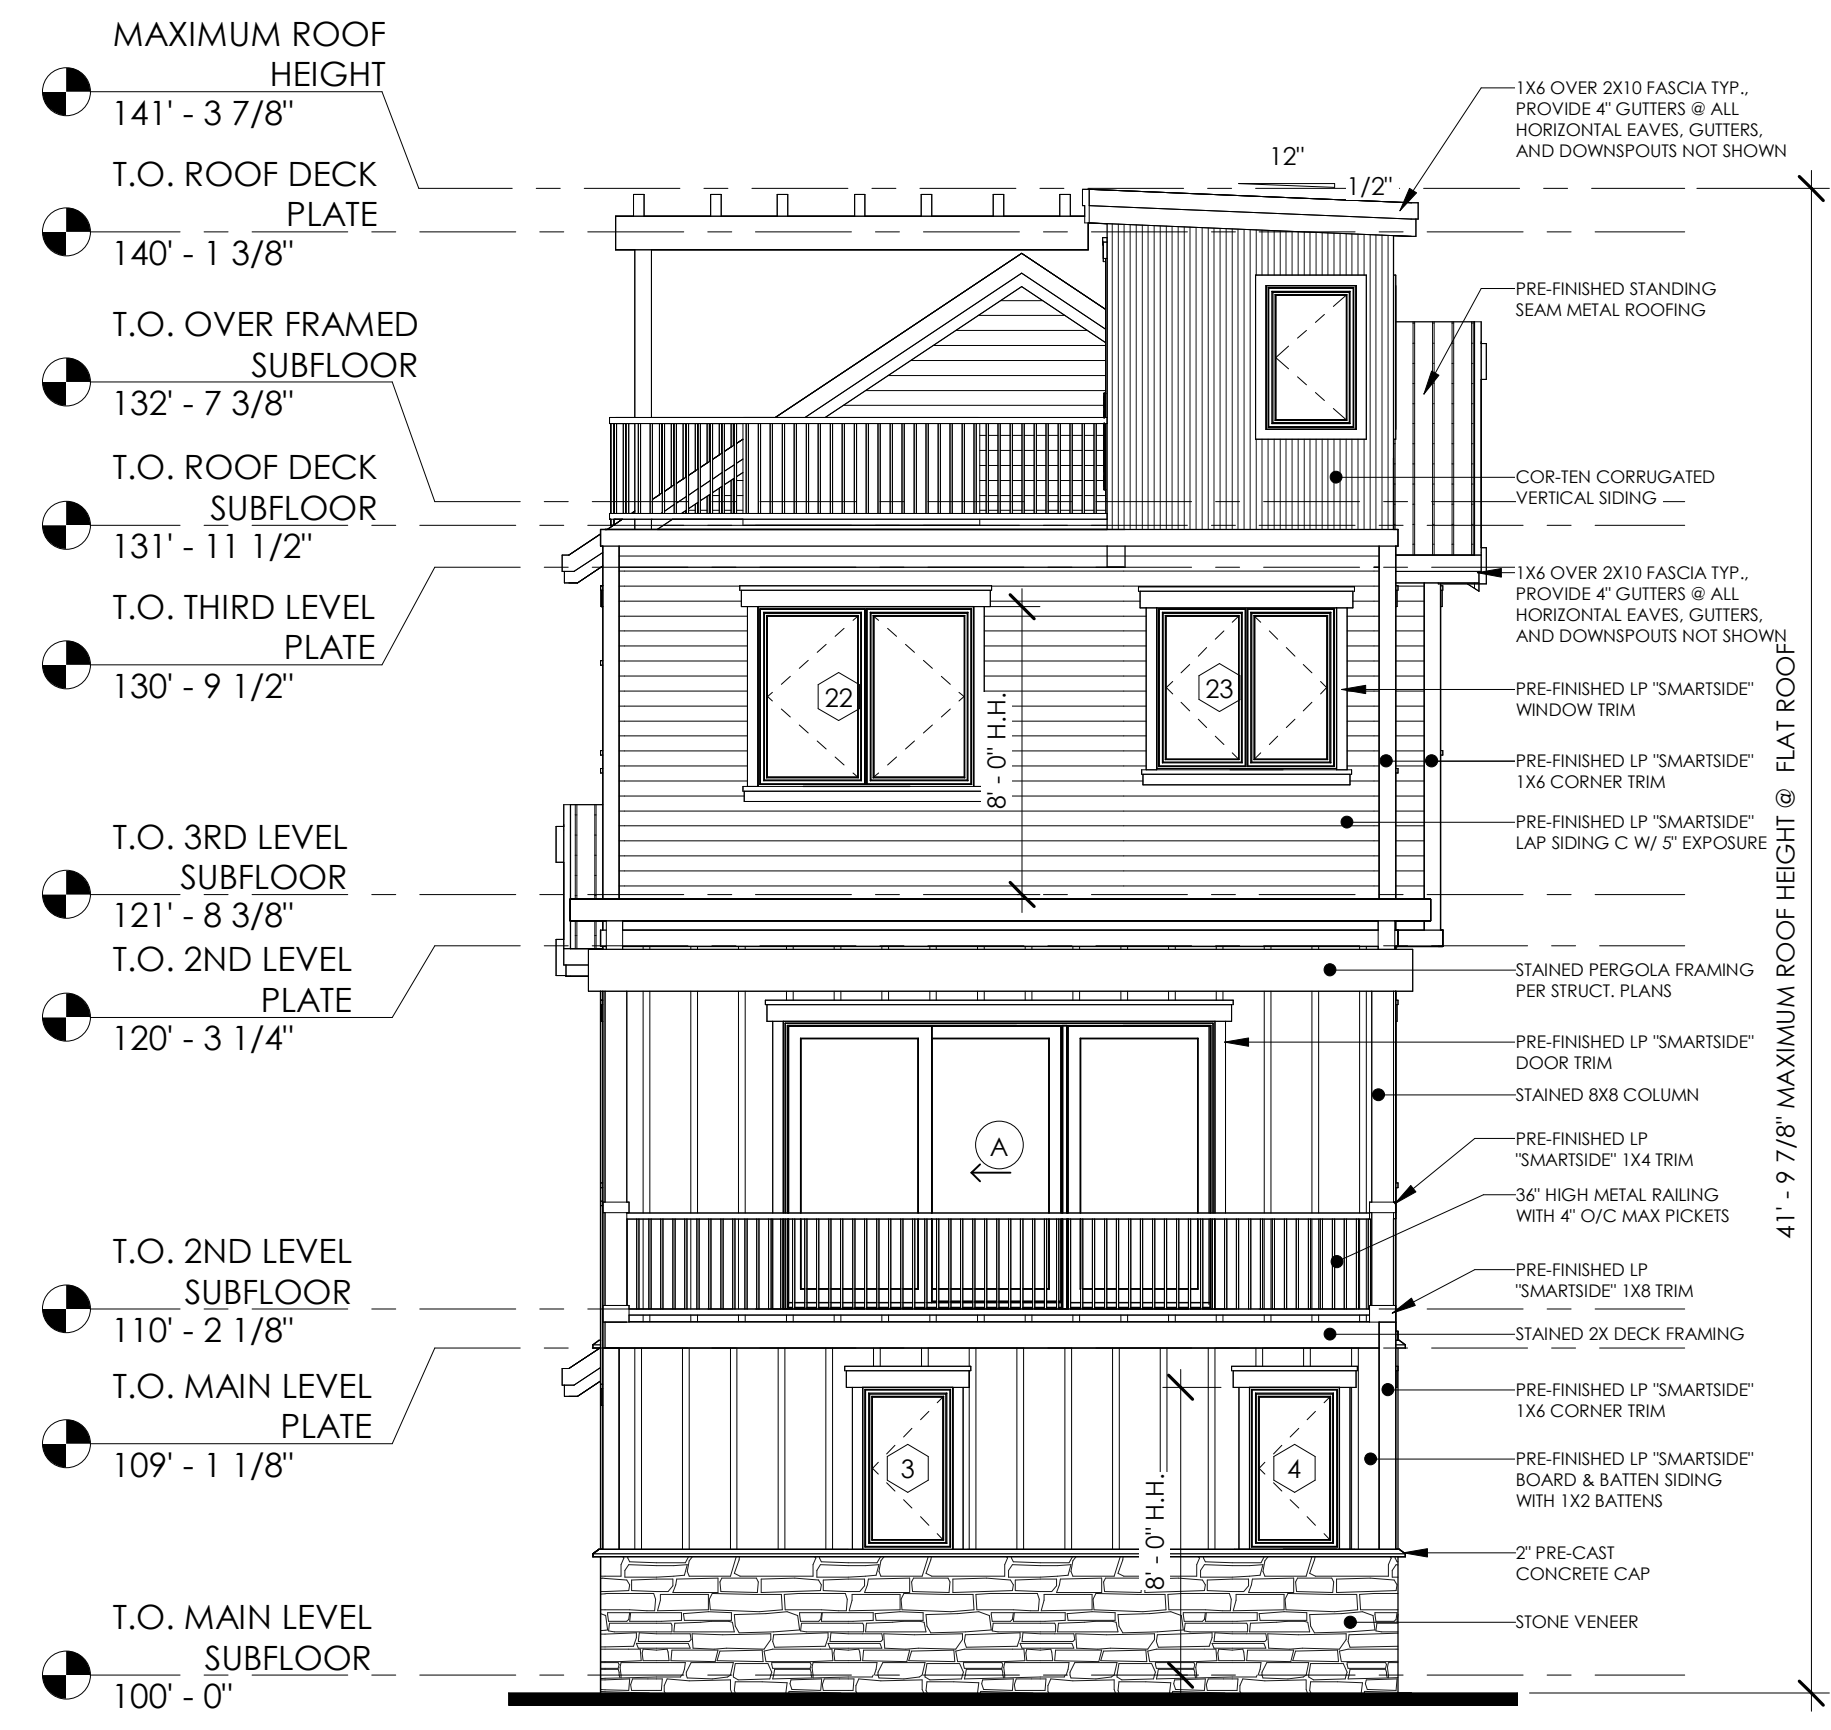 MAXIMUM ROOF
HEIGHT
141' - 3 7/8"
T.O. ROOF DECK
PLATE
140' - 1 3/8"
T.O. OVER FRAMED
SUBFLOOR
132' - 7 3/8"
T.O. ROOF DECK
SUBFLOOR
131' - 11 1/2"
T.O. THIRD LEVEL
PLATE
130' - 9 1/2"
T.O. 3RD LEVEL
SUBFLOOR
121' - 8 3/8"
T.O. 2ND LEVEL
PLATE
120' - 3 1/4"
T.O. 2ND LEVEL
SUBFLOOR
110' - 2 1/8"
T.O. MAIN LEVEL
PLATE
109' - 1 1/8"
T.O. MAIN LEVEL
SUBFLOOR
100' - 0"
12"
1/2"
22
23
8' - 0" H.H.
A
3
4
8' - 0" H.H.
1X6 OVER 2X10 FASCIA TYP.,
PROVIDE 4" GUTTERS @ ALL
HORIZONTAL EAVES, GUTTERS,
AND DOWNSPOUTS NOT SHOWN
PRE-FINISHED STANDING
SEAM METAL ROOFING
COR-TEN CORRUGATED
VERTICAL SIDING
1X6 OVER 2X10 FASCIA TYP.,
PROVIDE 4" GUTTERS @ ALL
HORIZONTAL EAVES, GUTTERS,
AND DOWNSPOUTS NOT SHOWN
PRE-FINISHED LP "SMARTSIDE"
WINDOW TRIM
PRE-FINISHED LP "SMARTSIDE"
1X6 CORNER TRIM
PRE-FINISHED LP "SMARTSIDE"
LAP SIDING C W/ 5" EXPOSURE
STAINED PERGOLA FRAMING
PER STRUCT. PLANS
PRE-FINISHED LP "SMARTSIDE"
DOOR TRIM
STAINED 8X8 COLUMN
PRE-FINISHED LP
"SMARTSIDE" 1X4 TRIM
36" HIGH METAL RAILING
WITH 4" O/C MAX PICKETS
PRE-FINISHED LP
"SMARTSIDE" 1X8 TRIM
STAINED 2X DECK FRAMING
PRE-FINISHED LP "SMARTSIDE"
1X6 CORNER TRIM
PRE-FINISHED LP "SMARTSIDE"
BOARD & BATTEN SIDING
WITH 1X2 BATTENS
2" PRE-CAST
CONCRETE CAP
STONE VENEER
41' - 9 7/8" MAXIMUM ROOF HEIGHT @ FLAT ROOF